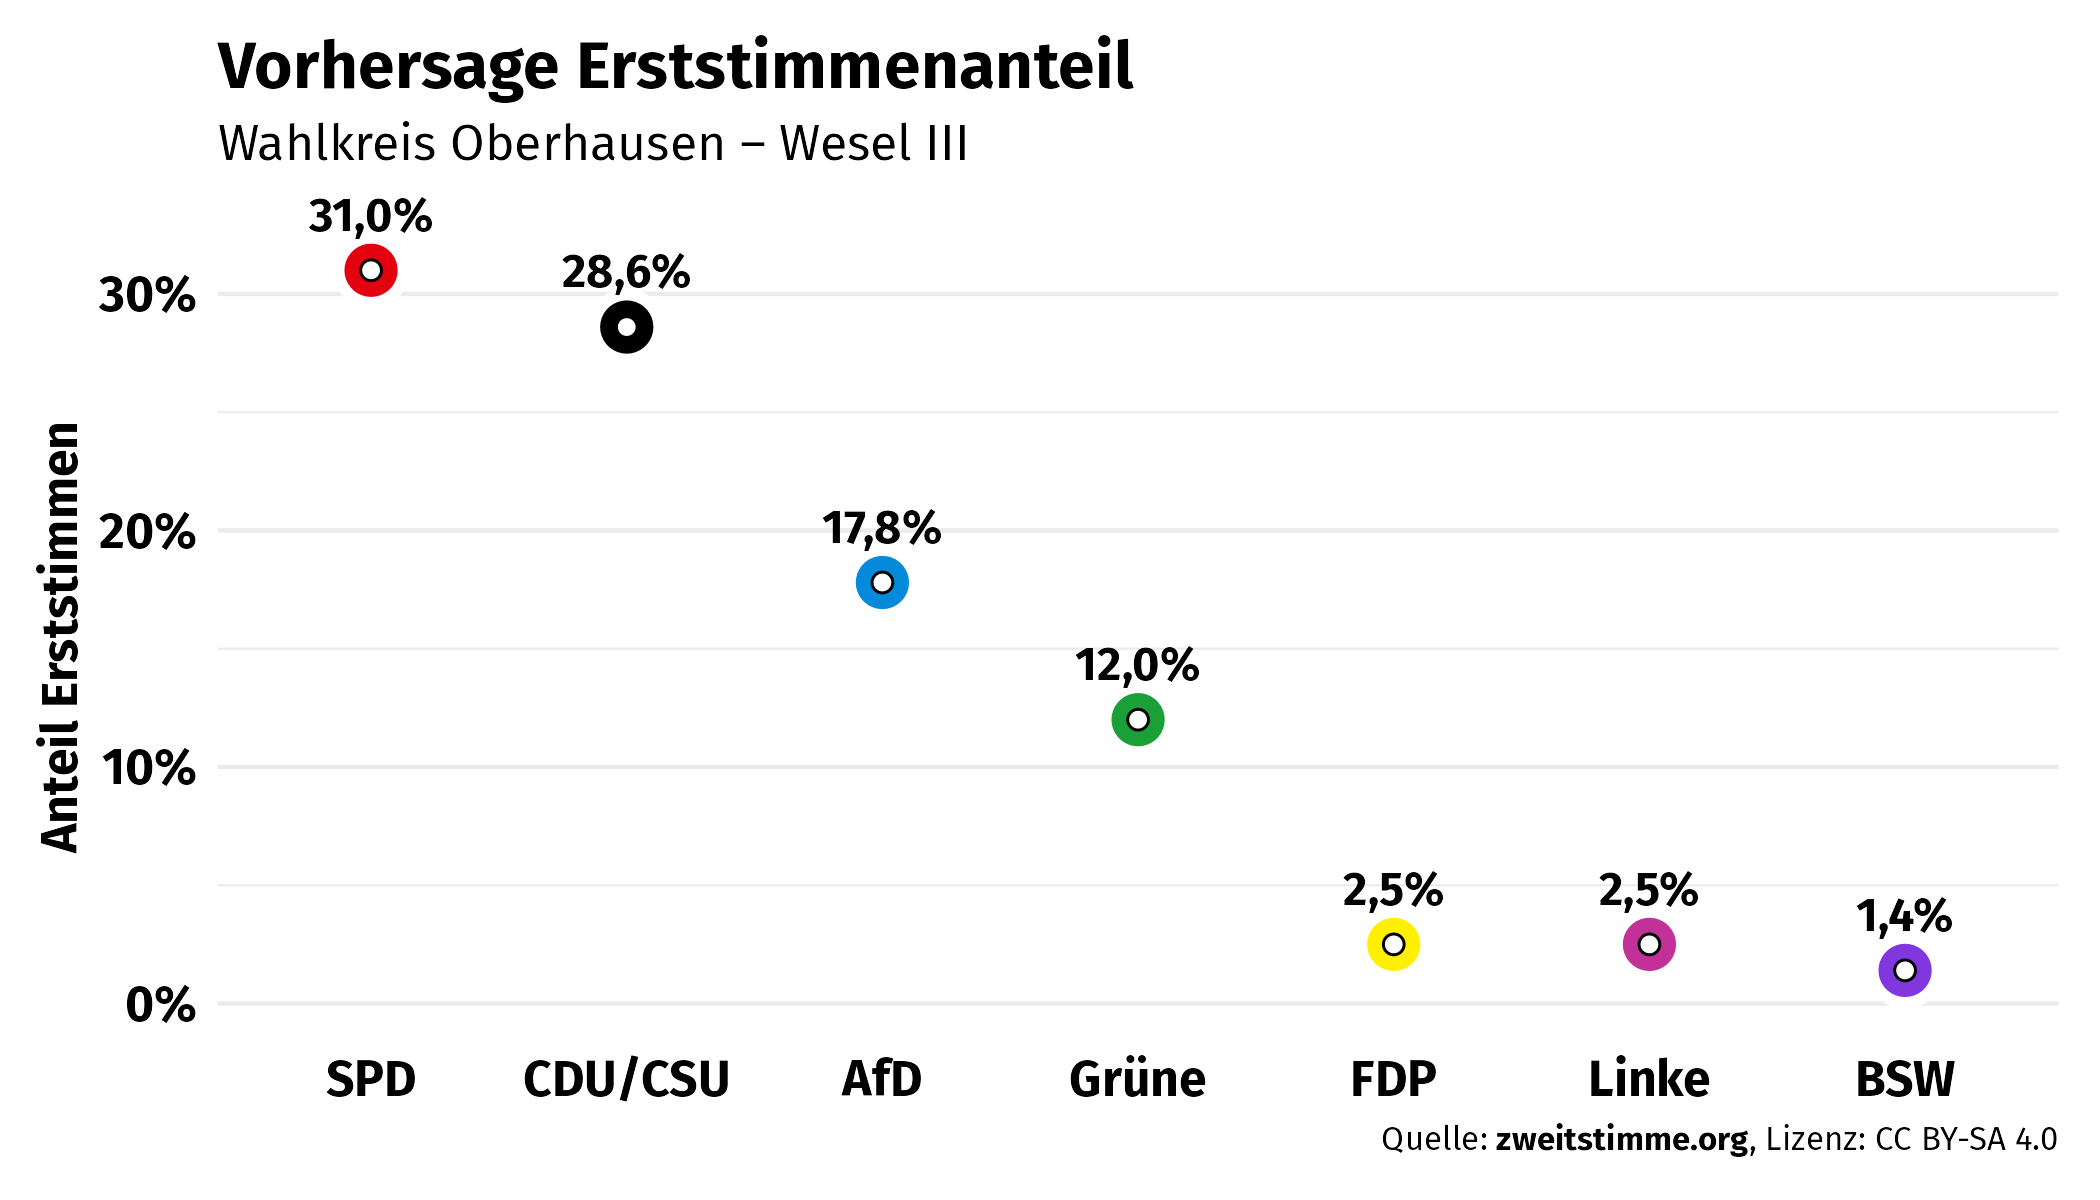 Vorhersage Erststimmenanteil
Wahlkreis Oberhausen – Wesel III
Anteil Erststimmen
30%
20%
10%
0%
31,0%
28,6%
17,8%
12,0%
2,5%
2,5%
1,4%
SPD
CDU/CSU
AfD
Grüne
FDP
Linke
BSW
Quelle: zweitstimme.org, Lizenz: CC BY-SA 4.0